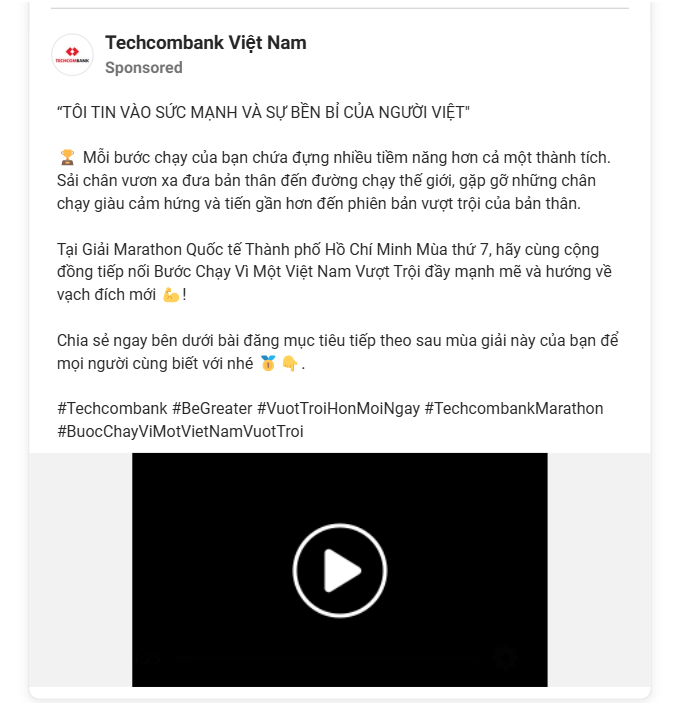 Techcombank Việt Nam
TECHCOMBANK
Sponsored
“TÔI TIN VÀO SỨC MẠNH VÀ SỰ BỀN BỈ CỦA NGƯỜI VIỆT"
🏆 Mỗi bước chạy của bạn chứa đựng nhiều tiềm năng hơn cả một thành tích.
Sải chân vươn xa đưa bản thân đến đường chạy thế giới, gặp gỡ những chân
chạy giàu cảm hứng và tiến gần hơn đến phiên bản vượt trội của bản thân.
Tại Giải Marathon Quốc tế Thành phố Hồ Chí Minh Mùa thứ 7, hãy cùng cộng
đồng tiếp nối Bước Chạy Vì Một Việt Nam Vượt Trội đầy mạnh mẽ và hướng về
vạch đích mới 💪!
Chia sẻ ngay bên dưới bài đăng mục tiêu tiếp theo sau mùa giải này của bạn để
mọi người cùng biết với nhé 🏅👇.
#Techcombank #BeGreater #VuotTroiHonMoiNgay #TechcombankMarathon
#BuocChayViMotVietNamVuotTroi